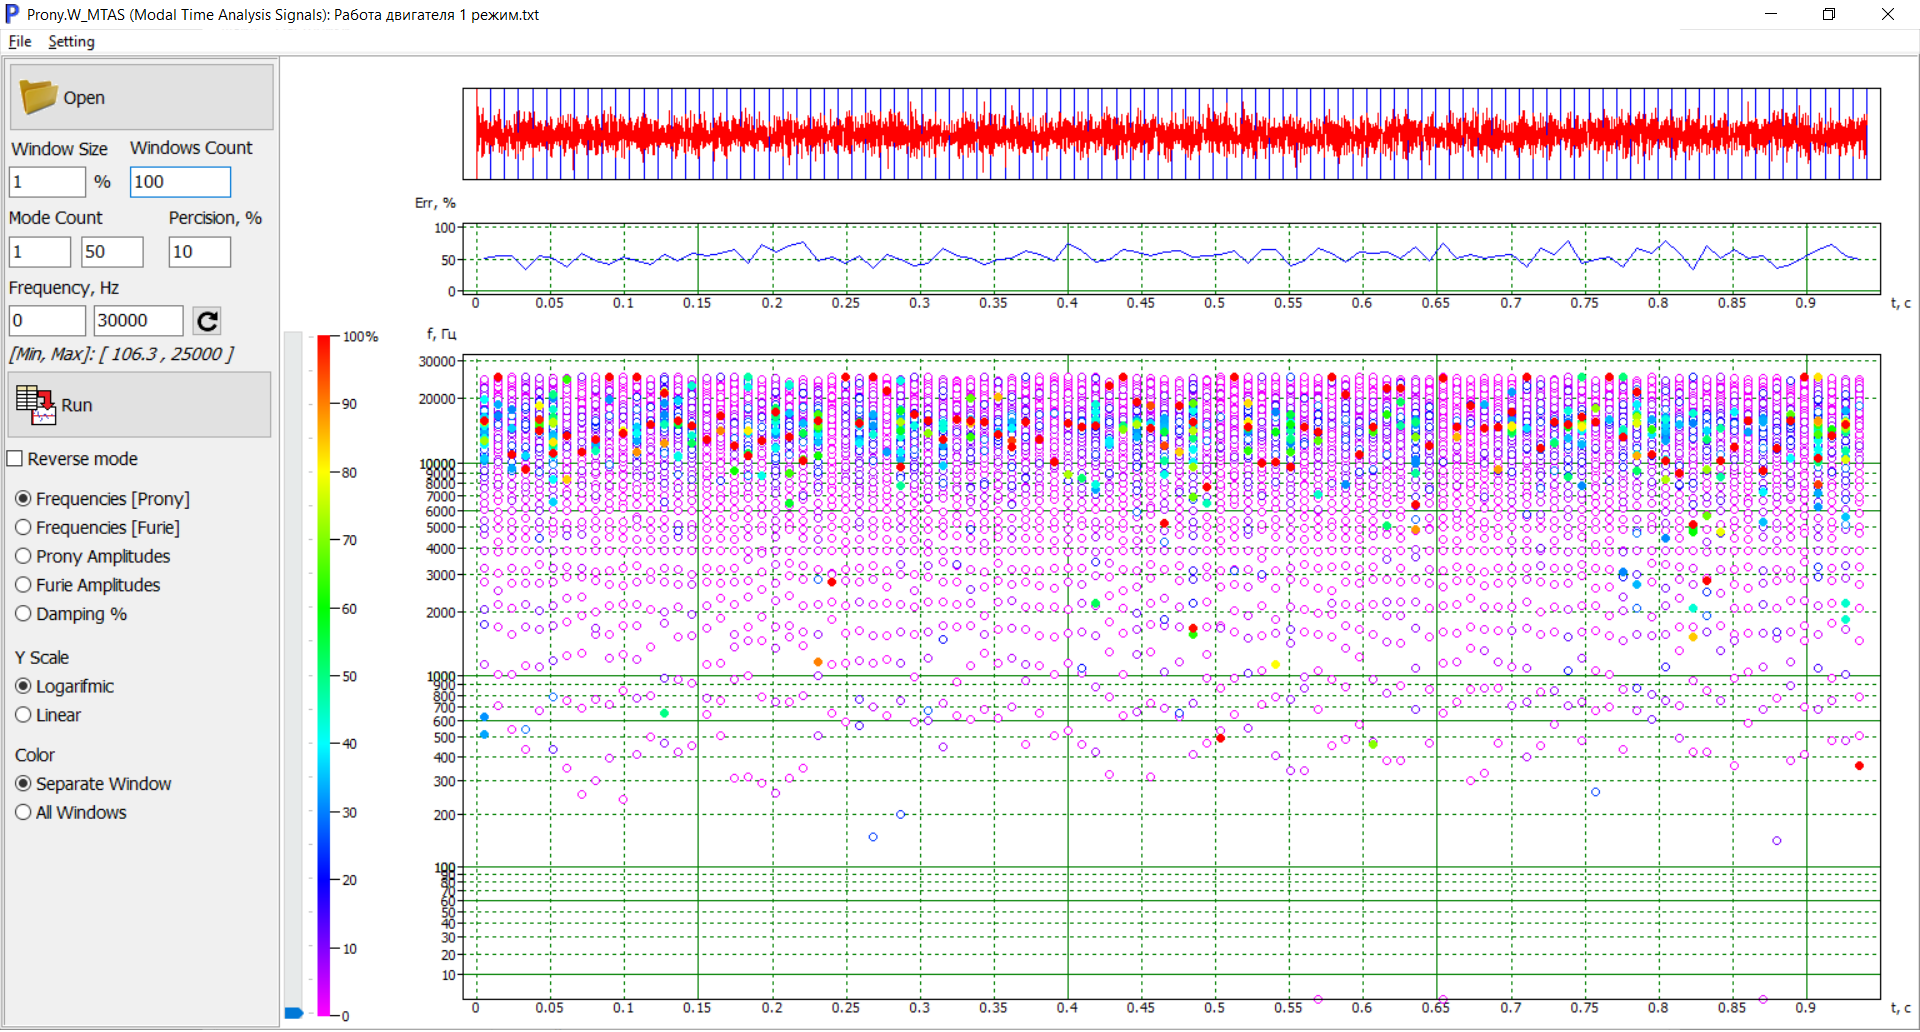 Prony.W_MTAS (Modal Time Analysis Signals): Работа двигателя 1 режим.txt
File Setting
Open
Window Size Windows Count
1 % 100
Mode Count Percision, %
1 50 10
Frequency, Hz
0 30000
[Min, Max]: [ 106.3 , 25000 ]
Run
Reverse mode
Frequencies [Prony]
Frequencies [Furie]
Prony Amplitudes
Furie Amplitudes
Damping %
Y Scale
Logarifmic
Linear
Color
Separate Window
All Windows
100%
90
80
70
60
50
40
30
20
10
0
Err, %
100
50
0
0 0.05 0.1 0.15 0.2 0.25 0.3 0.35 0.4 0.45 0.5 0.55 0.6 0.65 0.7 0.75 0.8 0.85 0.9 t, c
f, Гц
30000
20000
10000
9000
8000
7000
6000
5000
4000
3000
2000
1000
900
800
700
600
500
400
300
200
100
90
80
70
60
50
40
30
20
10
0 0.05 0.1 0.15 0.2 0.25 0.3 0.35 0.4 0.45 0.5 0.55 0.6 0.65 0.7 0.75 0.8 0.85 0.9 t, c